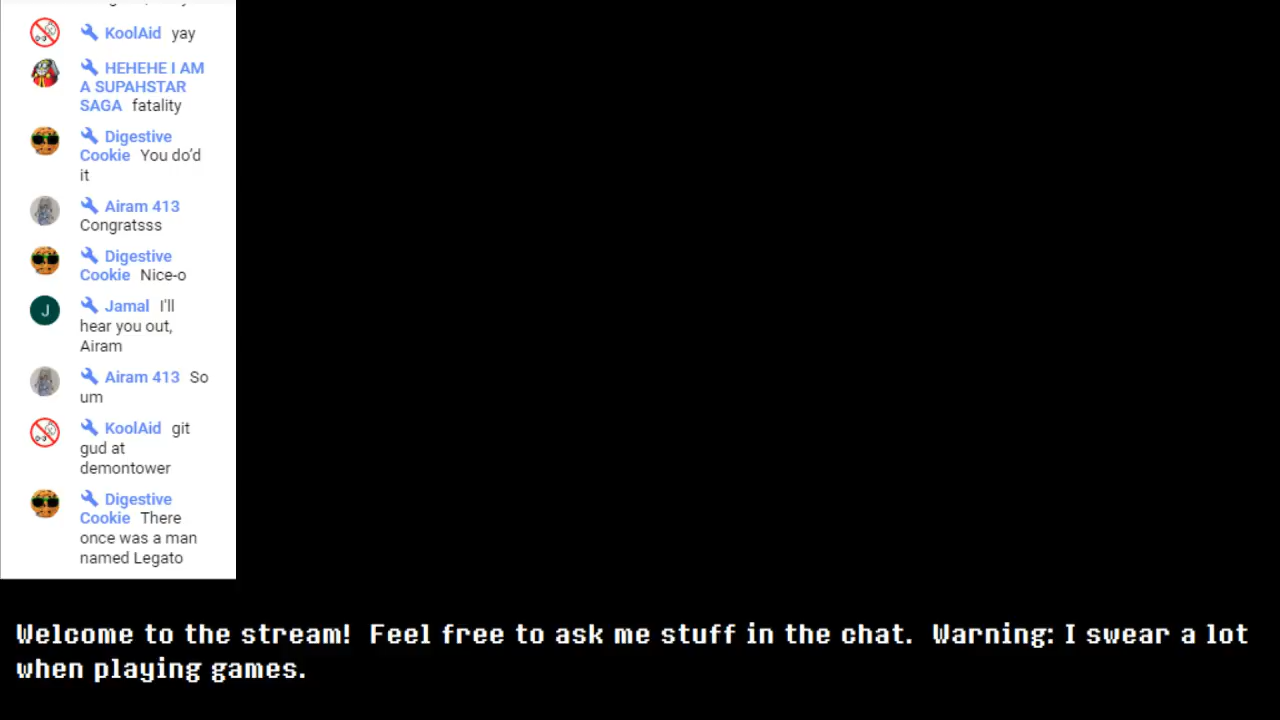 KoolAid yay
HEHEHE I AM
A SUPAHSTAR
SAGA fatality
Digestive
Cookie You do'd
it
Airam 413
Congratsss
Digestive
Cookie Nice-o
J
Jamal I'll
hear you out,
Airam
Airam 413 So
um
KoolAid git
gud at
demontower
Digestive
Cookie There
once was a man
named Legato
Welcome to the stream! Feel free to ask me stuff in the chat. Warning: I swear a lot
when playing games.